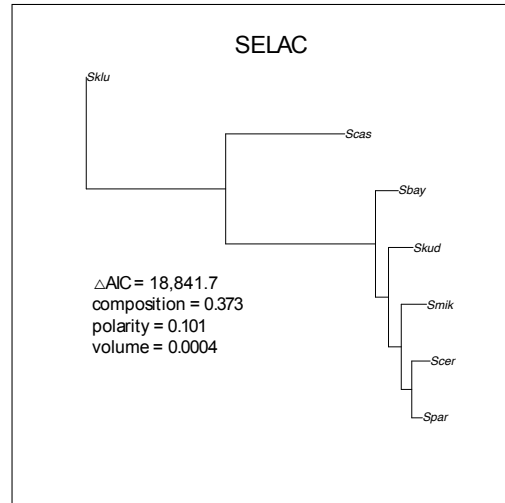 SELAC
Sklu
Scas
Sbay
Skud
△AIC = 18,841.7
composition = 0.373
polarity = 0.101
volume = 0.0004
Smik
Scer
Spar